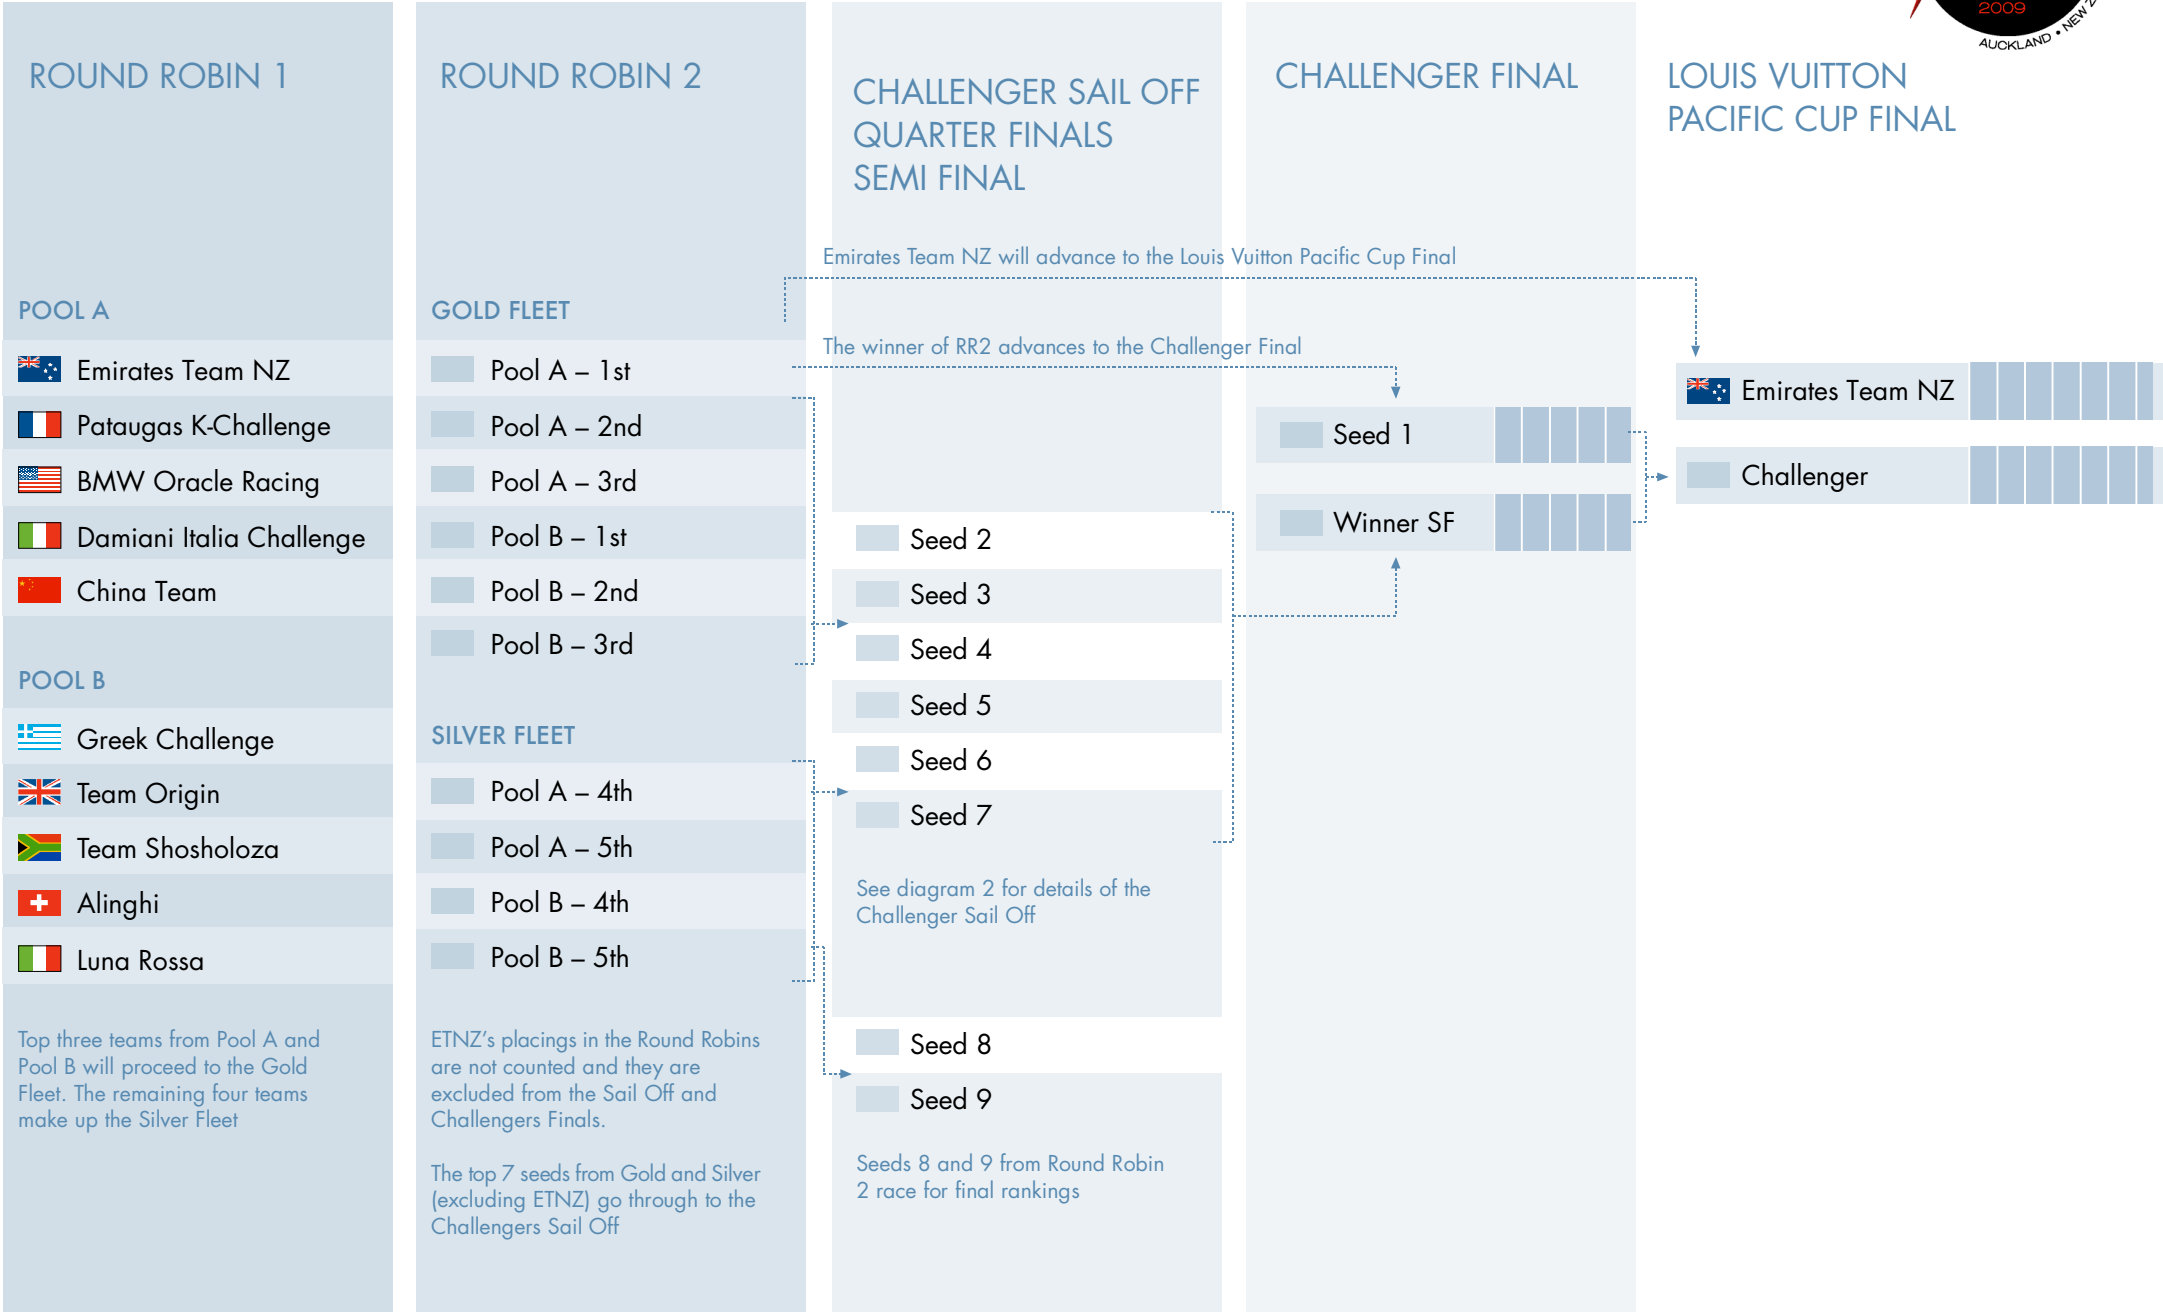 2009
AUCKLAND • NEW
ROUND ROBIN 1
POOL A
Emirates Team NZ
Pataugas K-Challenge
BMW Oracle Racing
Damiani Italia Challenge
China Team
POOL B
Greek Challenge
Team Origin
Team Shosholoza
Alinghi
Luna Rossa
Top three teams from Pool A and
Pool B will proceed to the Gold
Fleet. The remaining four teams
make up the Silver Fleet
ROUND ROBIN 2
GOLD FLEET
Pool A – 1st
Pool A – 2nd
Pool A – 3rd
Pool B – 1st
Pool B – 2nd
Pool B – 3rd
SILVER FLEET
Pool A – 4th
Pool A – 5th
Pool B – 4th
Pool B – 5th
ETNZ’s placings in the Round Robins
are not counted and they are
excluded from the Sail Off and
Challengers Finals.
The top 7 seeds from Gold and Silver
(excluding ETNZ) go through to the
Challengers Sail Off
CHALLENGER SAIL OFF
QUARTER FINALS
SEMI FINAL
Emirates Team NZ will advance to the Louis Vuitton Pacific Cup Final
The winner of RR2 advances to the Challenger Final
Seed 2
Seed 3
Seed 4
Seed 5
Seed 6
Seed 7
See diagram 2 for details of the
Challenger Sail Off
Seed 8
Seed 9
Seeds 8 and 9 from Round Robin
2 race for final rankings
CHALLENGER FINAL
Seed 1
Winner SF
LOUIS VUITTON
PACIFIC CUP FINAL
Emirates Team NZ
Challenger